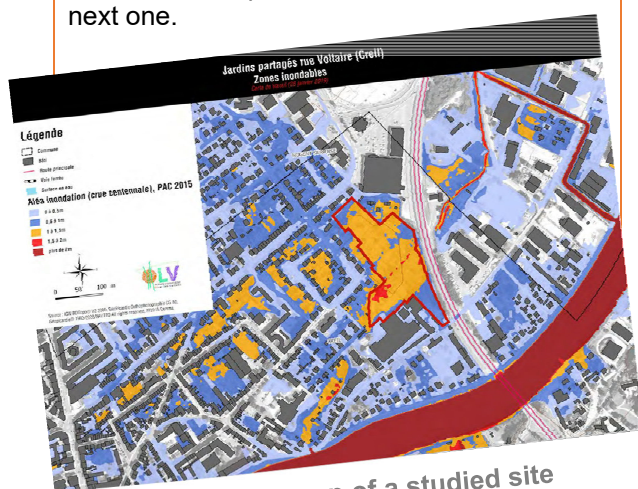 next one.
Jardins partagés rue Voltaire (Creil)
Zones inondables
Légende
Commune
Bâti
Route principale
Voie ferrée
Surface en eau
Aléa inondation (crue centennale), PAC 2015
0 à 0,5m
0,5 à 1m
1 à 1,5m
1,5 à 2m
plus de 2m
0 50 100 m
LV
of a studied site